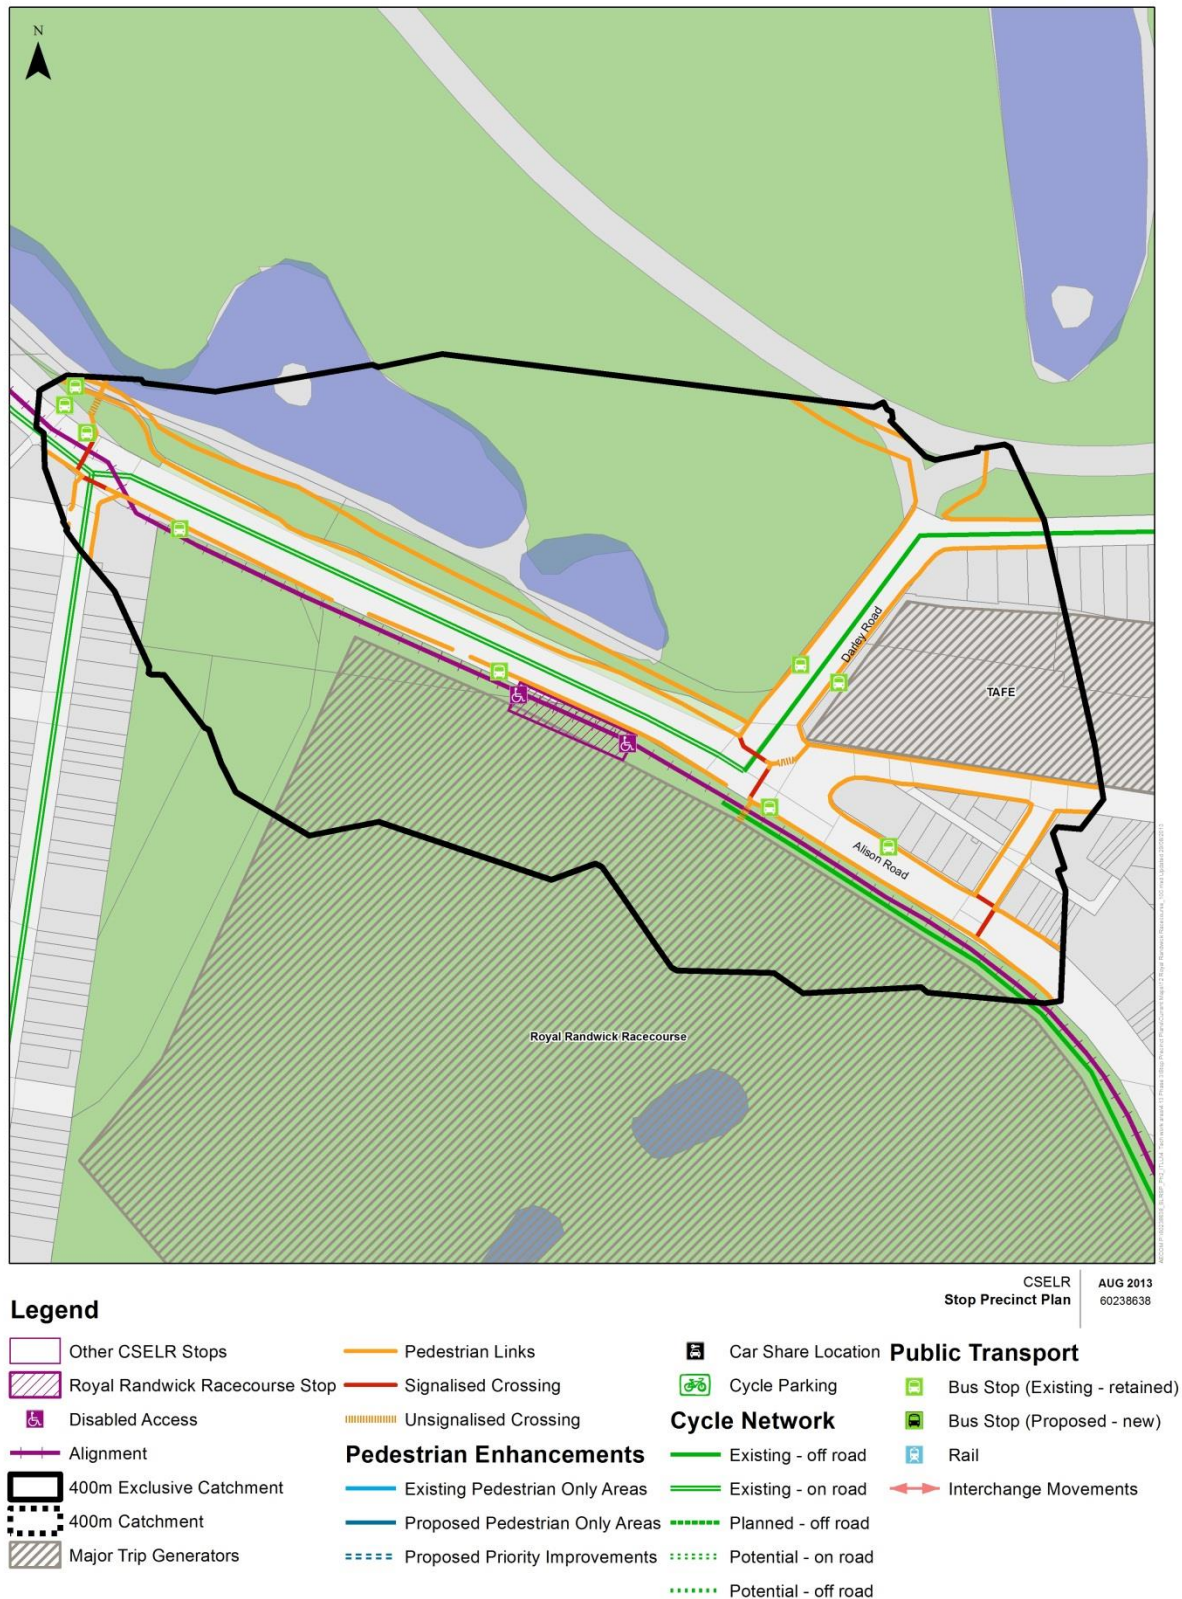 N
Darley Road
TAFE
Alison Road
Royal Randwick Racecourse
CSELR
Stop Precinct Plan
AUG 2013
60238638
Legend
Other CSELR Stops
Royal Randwick Racecourse Stop
Disabled Access
Alignment
400m Exclusive Catchment
400m Catchment
Major Trip Generators
Pedestrian Links
Signalised Crossing
Unsignalised Crossing
Pedestrian Enhancements
Existing Pedestrian Only Areas
Proposed Pedestrian Only Areas
Proposed Priority Improvements
Car Share Location
Cycle Parking
Cycle Network
Existing - off road
Existing - on road
Planned - off road
Potential - on road
Potential - off road
Public Transport
Bus Stop (Existing - retained)
Bus Stop (Proposed - new)
Rail
Interchange Movements